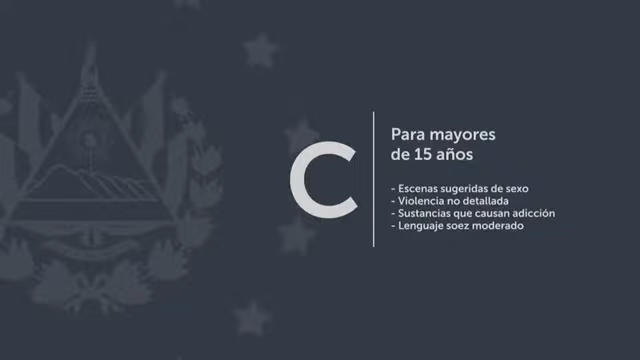 C
Para mayores
de 15 años
- Escenas sugeridas de sexo
- Violencia no detallada
- Sustancias que causan adicción
- Lenguaje soez moderado